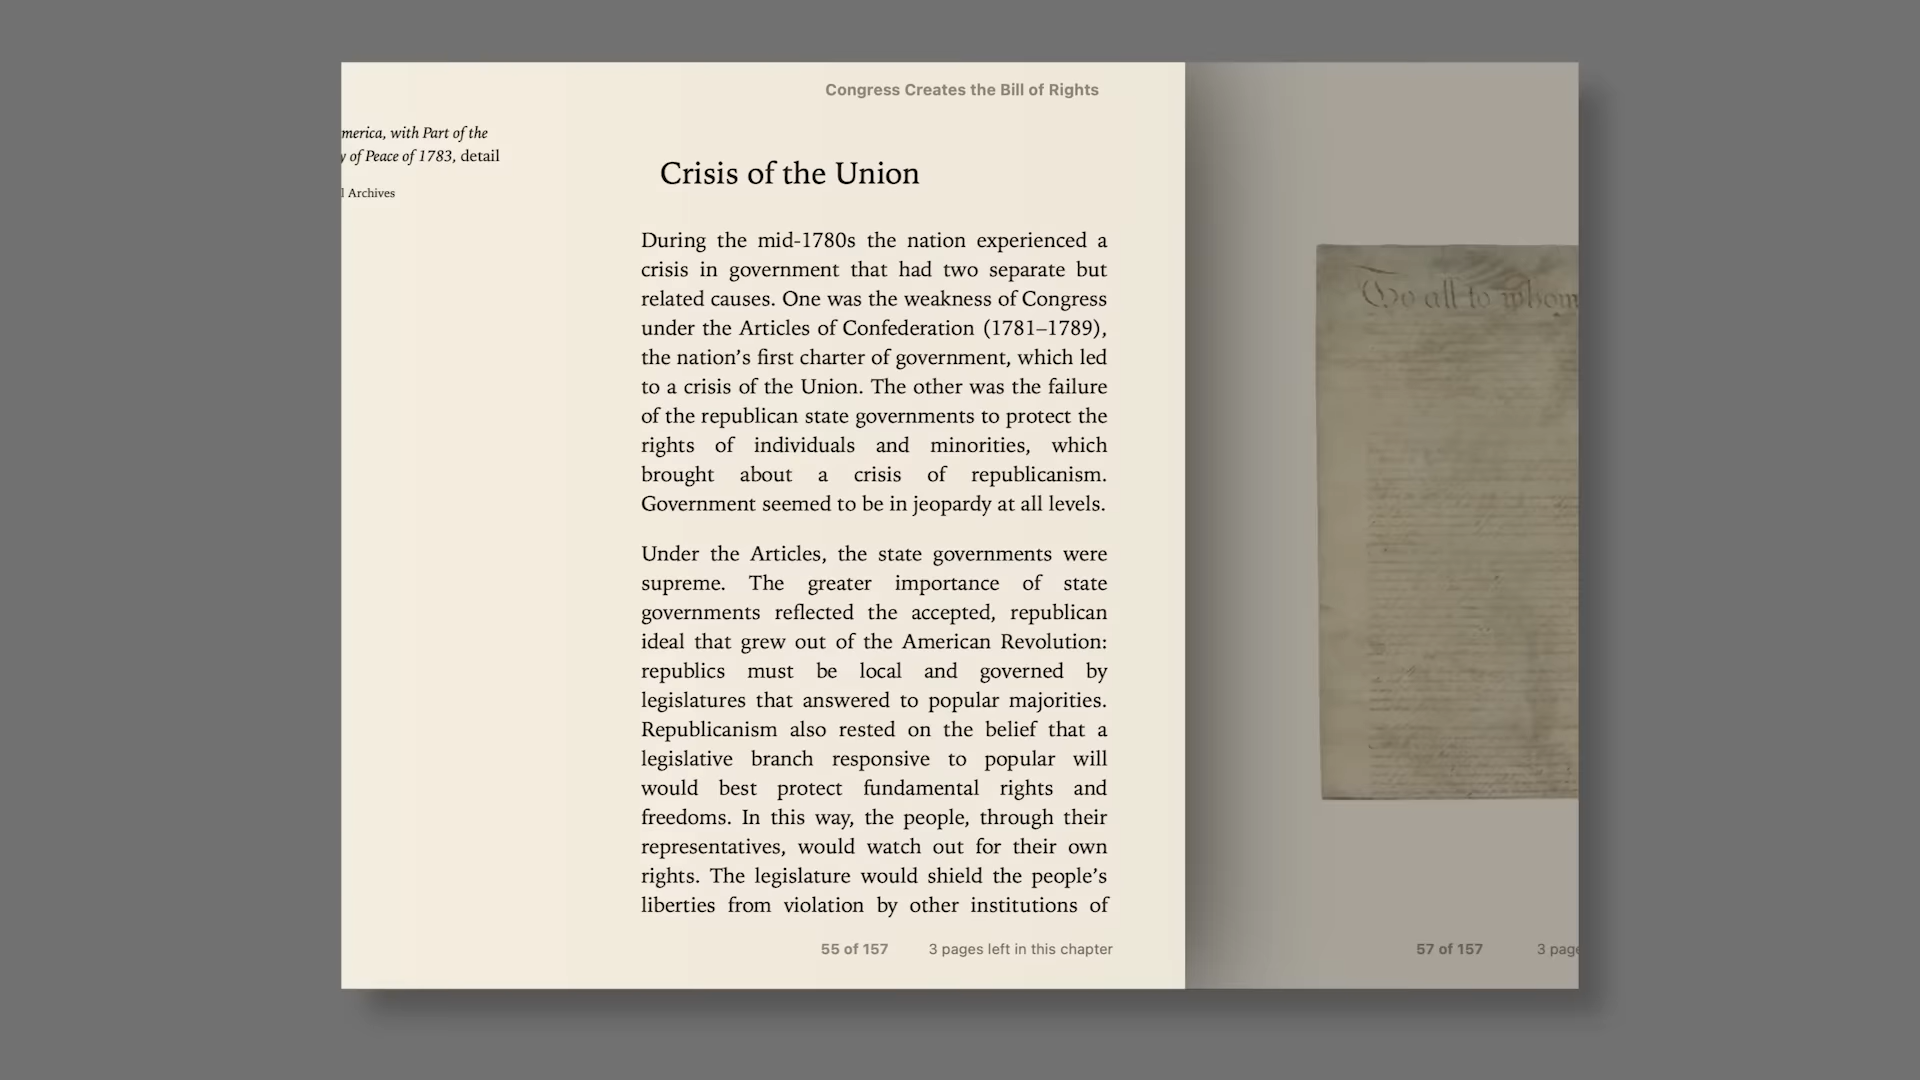 Congress Creates the Bill of Rights
merica, with Part of the
y of Peace of 1783, detail
l Archives
Crisis of the Union
During the mid-1780s the nation experienced a
crisis in government that had two separate but
related causes. One was the weakness of Congress
under the Articles of Confederation (1781–1789),
the nation’s first charter of government, which led
to a crisis of the Union. The other was the failure
of the republican state governments to protect the
rights of individuals and minorities, which
brought about a crisis of republicanism.
Government seemed to be in jeopardy at all levels.
Under the Articles, the state governments were
supreme. The greater importance of state
governments reflected the accepted, republican
ideal that grew out of the American Revolution:
republics must be local and governed by
legislatures that answered to popular majorities.
Republicanism also rested on the belief that a
legislative branch responsive to popular will
would best protect fundamental rights and
freedoms. In this way, the people, through their
representatives, would watch out for their own
rights. The legislature would shield the people’s
liberties from violation by other institutions of
55 of 157 3 pages left in this chapter
To all to whom
57 of 157 3 page